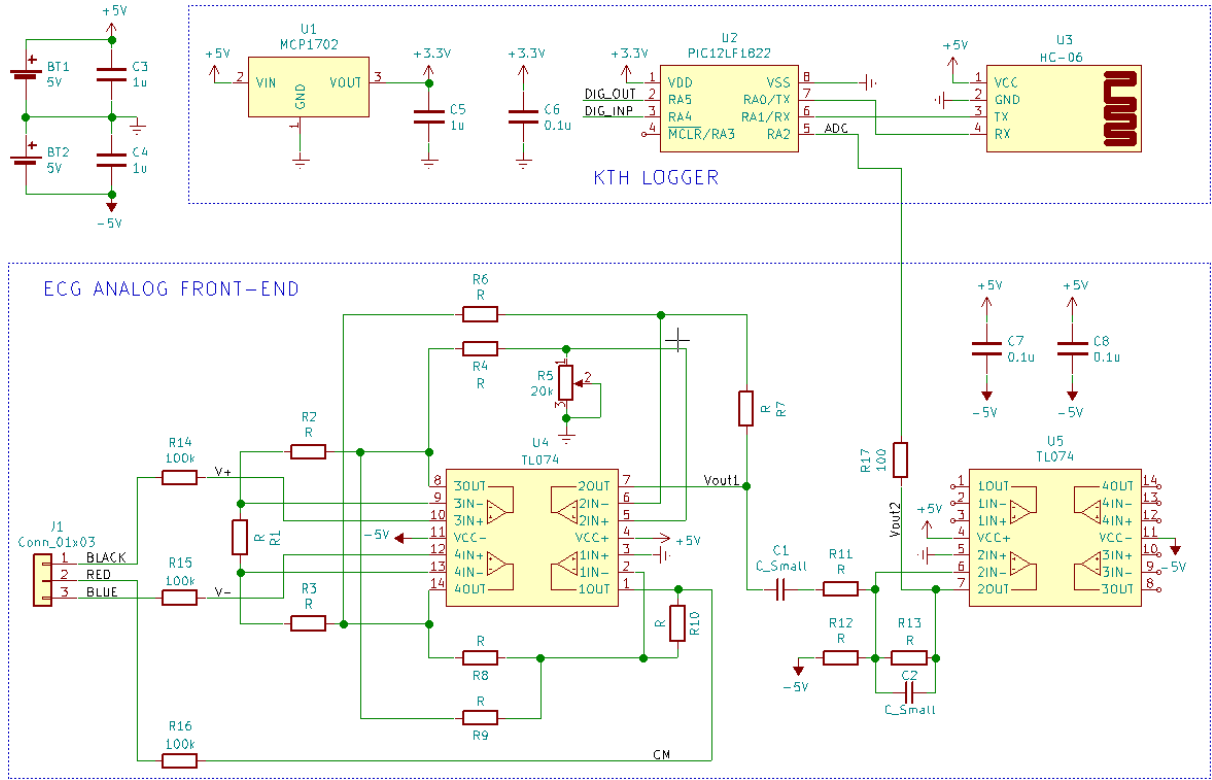 +5V
BT1
5V
C3
1u
BT2
5V
C4
1u
-5V
U1
MCP1702
+5V
2
VIN
VOUT
3
GND
1
+3.3V
C5
1u
+3.3V
C6
0.1u
+3.3V
U2
PIC12LF1822
1
VDD
VSS
8
DIG_OUT
2
RA5
RA0/TX
7
DIG_INP
3
RA4
RA1/RX
6
4
MCLR/RA3
RA2
5
ADC
+5V
U3
HC-06
1
VCC
2
GND
3
TX
4
RX
KTH LOGGER
ECG ANALOG FRONT-END
R6
R
R4
R
R5
20k
1
2
3
R
R7
R2
R
R14
100k
V+
R
R1
J1
Conn_01x03
1
BLACK
2
RED
3
BLUE
R15
100k
V-
R3
R
-5V
U4
TL074
8
3OUT
2OUT
7
9
3IN-
2IN-
6
10
3IN+
2IN+
5
11
VCC-
VCC+
4
12
4IN+
1IN+
3
13
4IN-
1IN-
2
14
4OUT
1OUT
1
+5V
Vout1
R
R10
R
R8
R
R9
R16
100k
CM
C1
C_Small
R11
R
R12
R
-5V
R13
R
C2
C_Small
R17
100
Vout2
+5V
C7
0.1u
-5V
+5V
C8
0.1u
-5V
U5
TL074
+5V
1
1OUT
4OUT
14
2
1IN-
4IN-
13
3
1IN+
4IN+
12
4
VCC+
VCC-
11
5
2IN+
3IN+
10
6
2IN-
3IN-
9
7
2OUT
3OUT
8
-5V